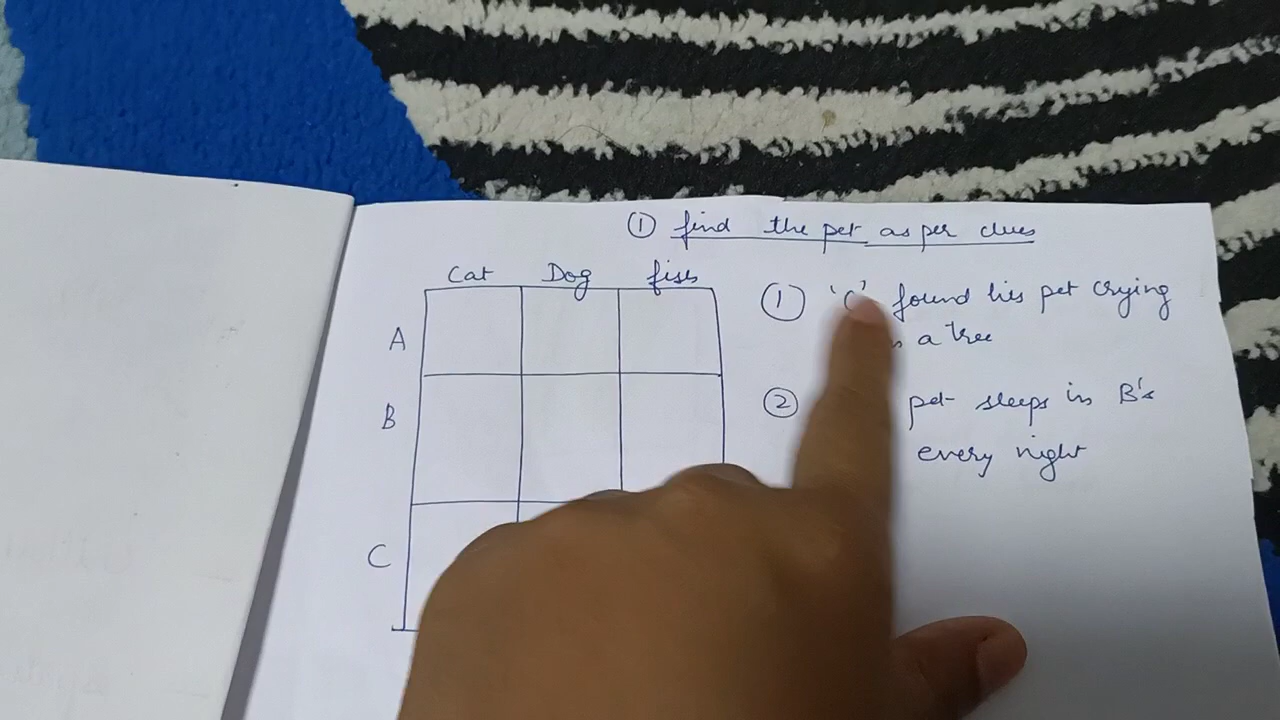 ① find the pet as per clues
Cat Dog fish
A
B
C
① 'C' found his pet crying
a tree
② pet sleeps in B's
every night